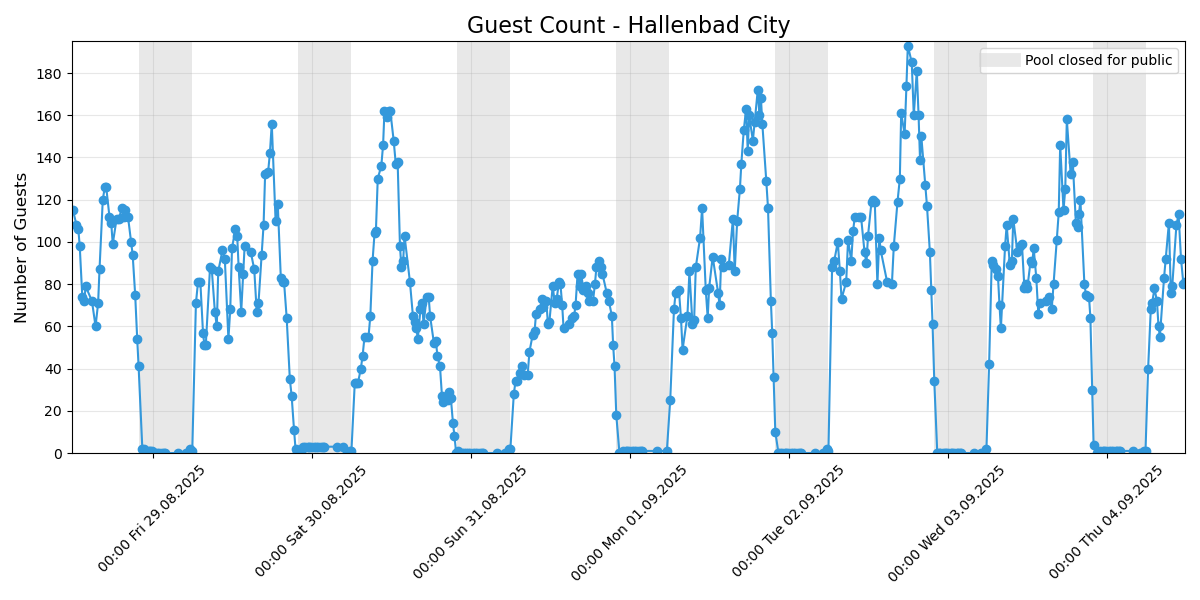 Guest Count - Hallenbad City
Pool closed for public
Number of Guests
180
160
140
120
100
80
60
40
20
0
00:00 Fri 29.08.2025
00:00 Sat 30.08.2025
00:00 Sun 31.08.2025
00:00 Mon 01.09.2025
00:00 Tue 02.09.2025
00:00 Wed 03.09.2025
00:00 Thu 04.09.2025